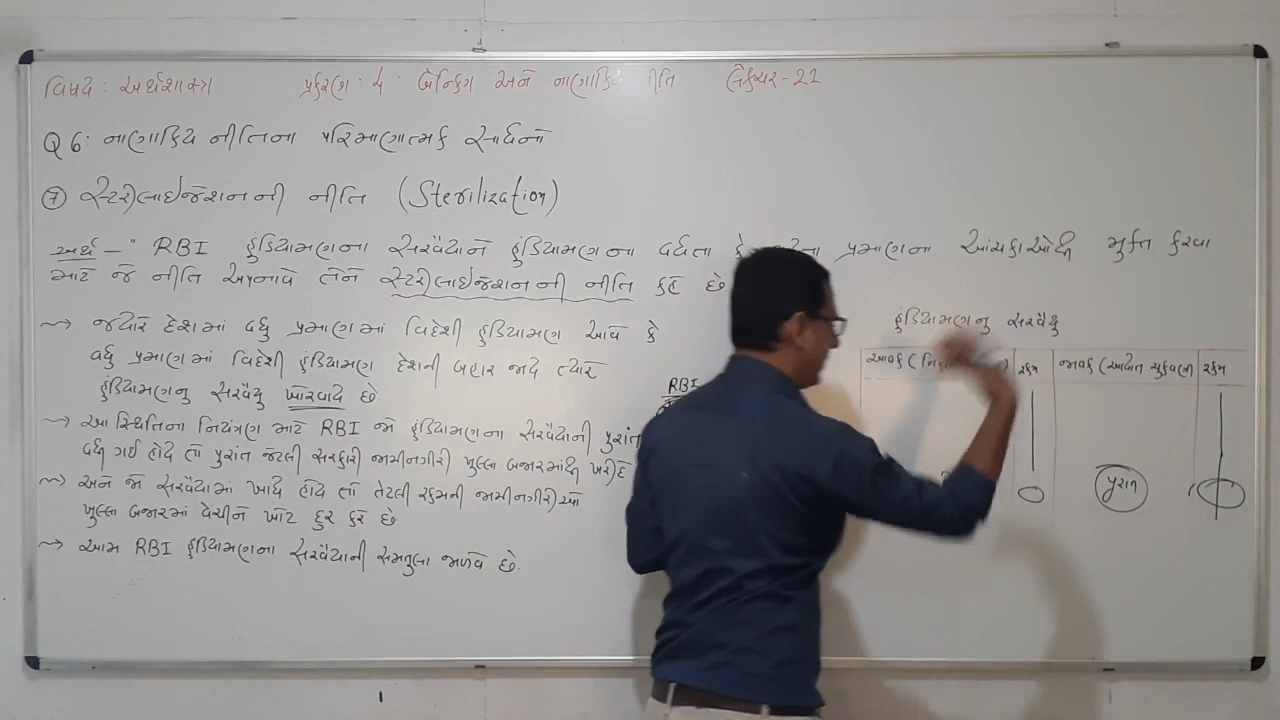 વિષય : અર્થશાસ્ત્ર પ્રકરણ : 4 : બેન્કિંગ અને નાણાકિય નીતિ લેક્ચર-22
Q 6: નાણાકિય નીતિના પરિમાણાત્મક સાધનો
⑦ સ્ટરીલાઇજેશનની નીતિ (Sterilization)
અર્થ - " RBI હુંડિયામણના સરવૈયાને હુંડિયામણના વધતા કે પ્રમાણના આંચકાઓથી મુક્ત કરવા
માટે જે નીતિ અપનાવે તેને સ્ટરીલાઇજેશનની નીતિ કહે છે
~> જ્યારે દેશમાં વધુ પ્રમાણમાં વિદેશી હુંડિયામણ આવે કે
વધુ પ્રમાણમાં વિદેશી હુંડિયામણ દેશની બહાર જાય ત્યારે
હુંડિયામણનુ સરવૈયુ ખોરવાય છે
~> આ સ્થિતિના નિયંત્રણ માટે RBI જો હુંડિયામણના સરવૈયાની પુરાંત
વધી ગઈ હોય તો પુરાંત જેટલી સરકારી જામીનગીરી ખુલ્લા બજારમાંથી ખરીદે
~> અને જો સરવૈયામાં ખાધ હોય તો તેટલી રકમની જામીનગીરીઓ
ખુલ્લા બજારમાં વેચીને ખોટ દુર કરે છે
~> આમ RBI હુંડિયામણના સરવૈયાની સમતુલા જાળવે છે.
RBI
હુંડિયામણનુ સરવૈયુ
આવક ( રકમ જાવક (આયાત ચુકવણી) રકમ
પુરાંત